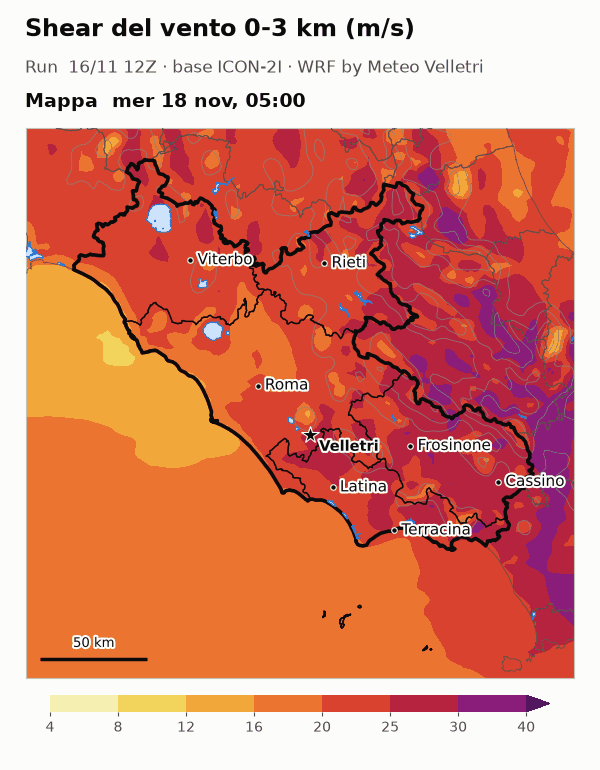 Shear del vento 0-3 km (m/s)
Run  16/11 12Z · base ICON-2I · WRF by Meteo Velletri
Mappa  mer 18 nov, 05:00
Viterbo
Rieti
Roma
Velletri
Frosinone
Latina
Cassino
Terracina
50 km
4 8 12 16 20 25 30 40